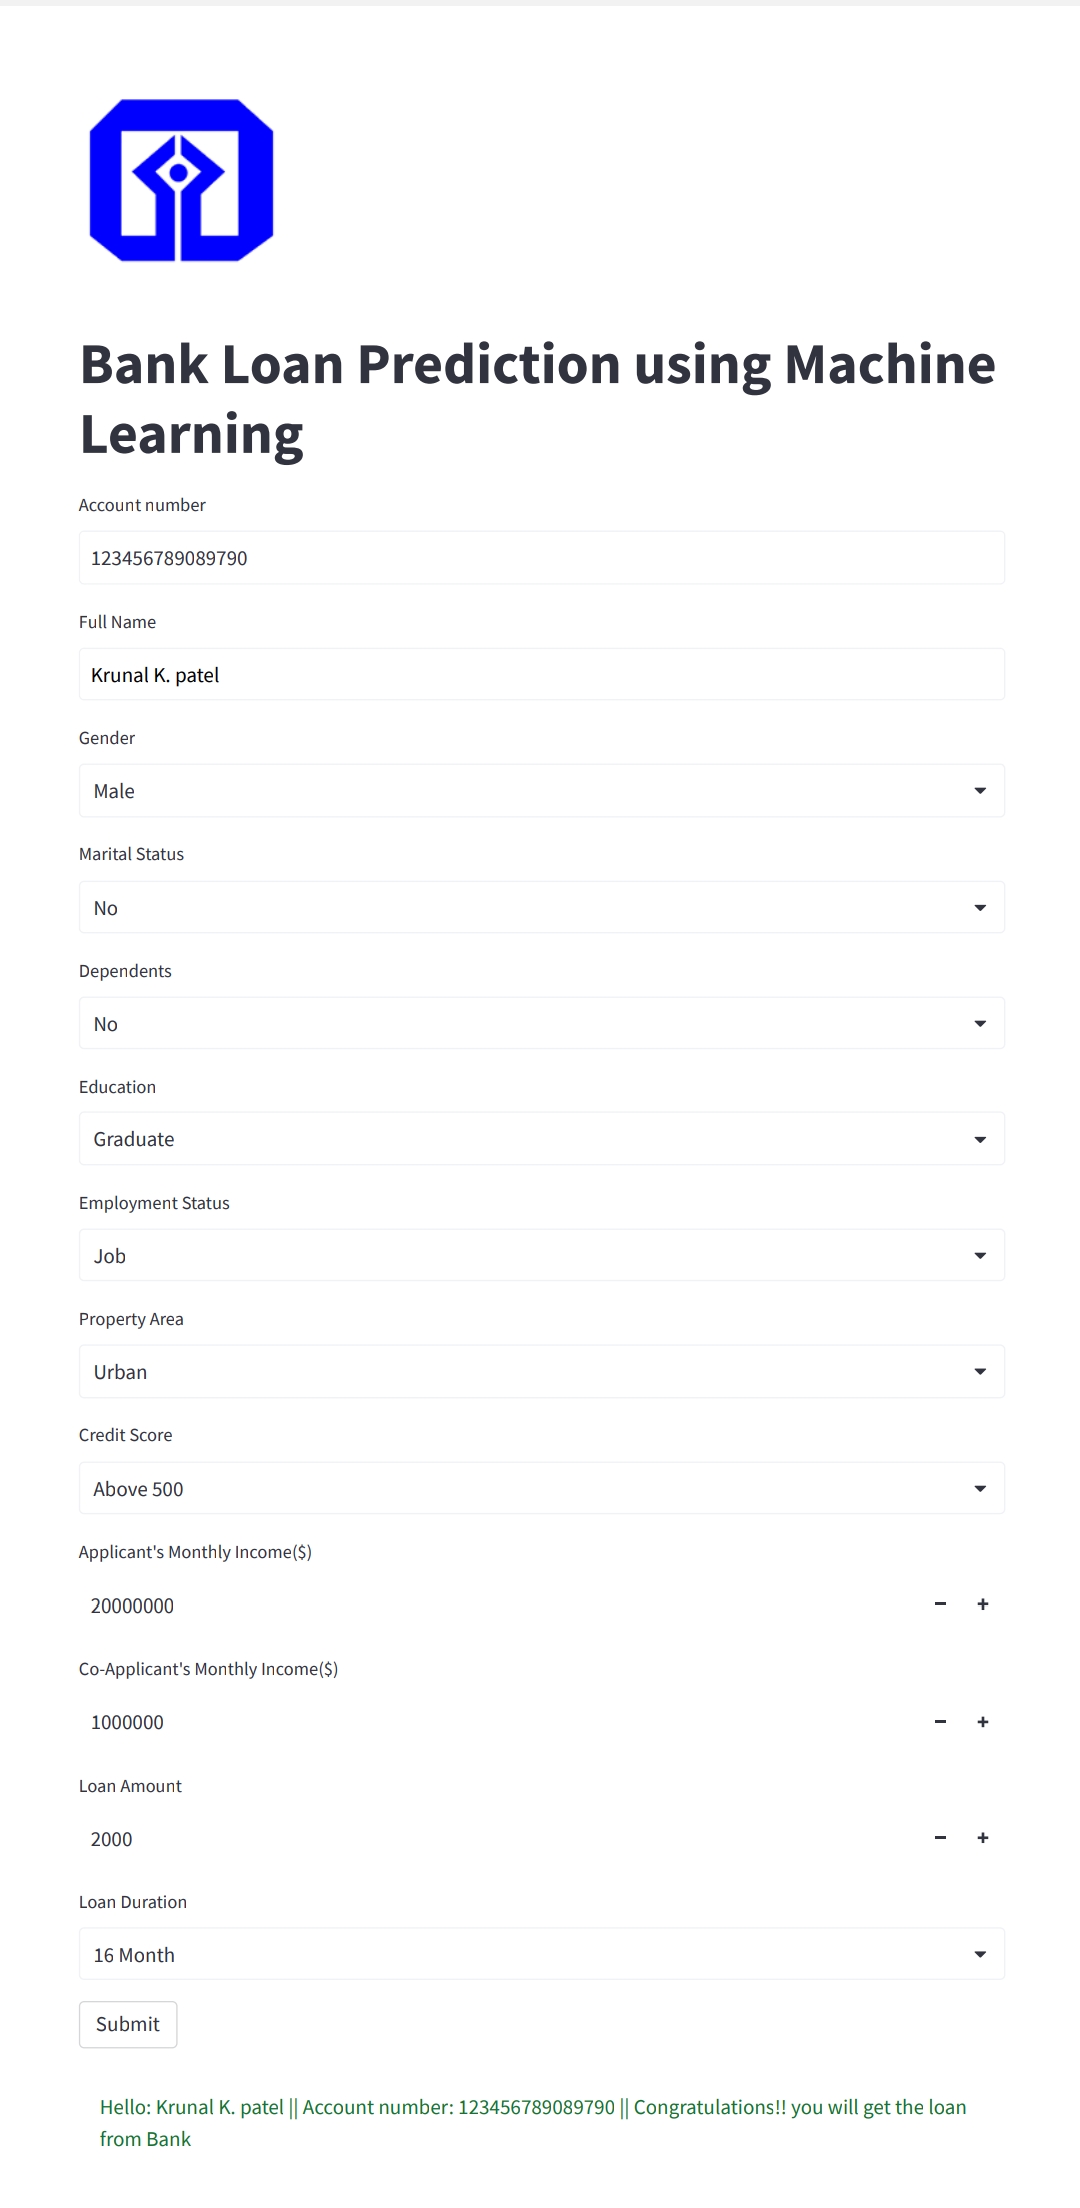 Bank Loan Prediction using Machine
Learning
Account number
123456789089790
Full Name
Krunal K. patel
Gender
Male
Marital Status
No
Dependents
No
Education
Graduate
Employment Status
Job
Property Area
Urban
Credit Score
Above 500
Applicant's Monthly Income($)
20000000
Co-Applicant's Monthly Income($)
1000000
Loan Amount
2000
Loan Duration
16 Month
Submit
Hello: Krunal K. patel || Account number: 123456789089790 || Congratulations!! you will get the loan
from Bank